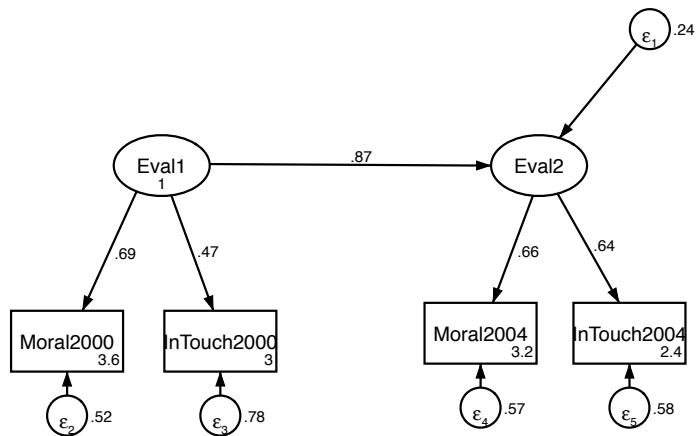 ε1 .24
Eval1
1
.87
Eval2
.69
.47
.66
.64
Moral2000
3.6
InTouch2000
3
Moral2004
3.2
InTouch2004
2.4
ε2 .52
ε3 .78
ε4 .57
ε5 .58